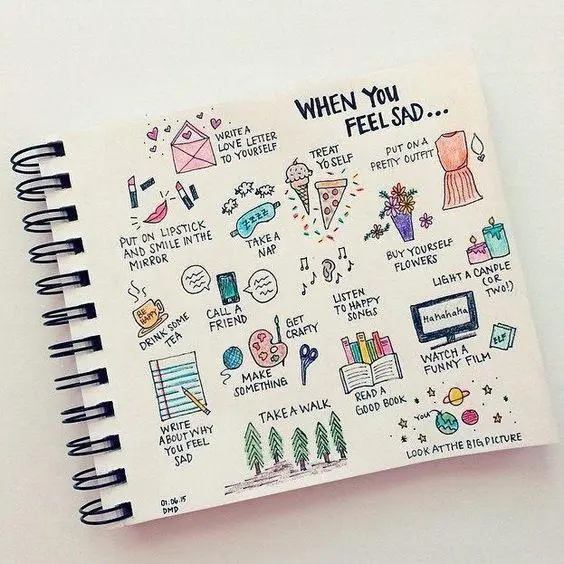 WHEN YOU
FEEL SAD...
WRITE A
LOVE LETTER
TO YOURSELF
TREAT
YO SELF
PUT ON A
PRETTY OUTFIT
PUT ON LIPSTICK
AND SMILE IN THE
MIRROR
ZZZZ
TAKE A
NAP
BUY YOURSELF
FLOWERS
LIGHT A CANDLE
(OR
TWO!)
BE
HAPPY
DRINK SOME
TEA
CALL A
FRIEND
LISTEN
TO HAPPY
SONGS
Hahahaha
ELF
WATCH A
FUNNY FILM
GET
CRAFTY
MAKE
SOMETHING
READ A
GOOD BOOK
WRITE
ABOUT WHY
YOU FEEL
SAD
TAKE A WALK
YOU
LOOK AT THE BIG PICTURE
01.06.15
DMD